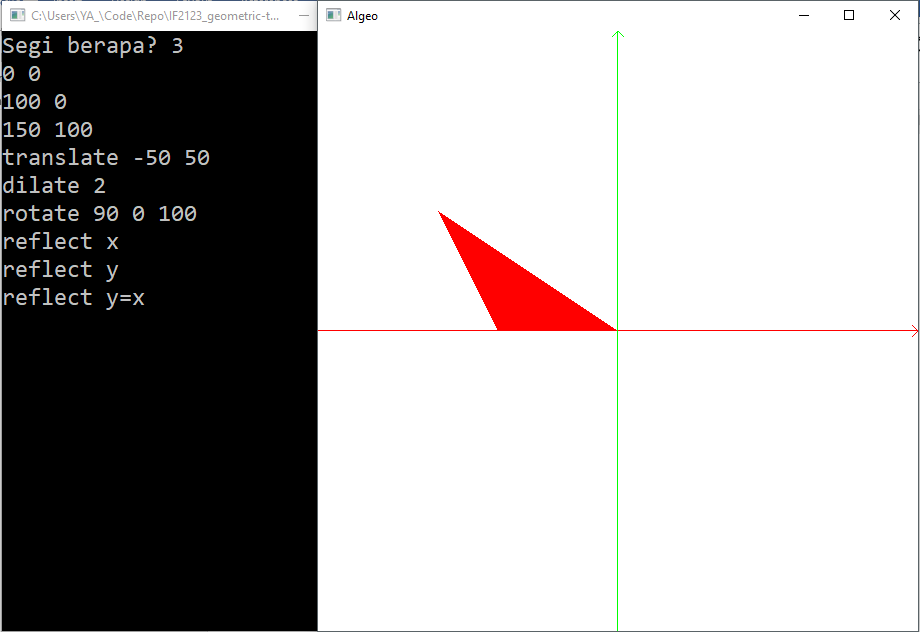 C:\Users\YA_\Code\Repo\IF2123_geometric-t...
Algeo
Segi berapa? 3
0 0
100 0
150 100
translate -50 50
dilate 2
rotate 90 0 100
reflect x
reflect y
reflect y=x